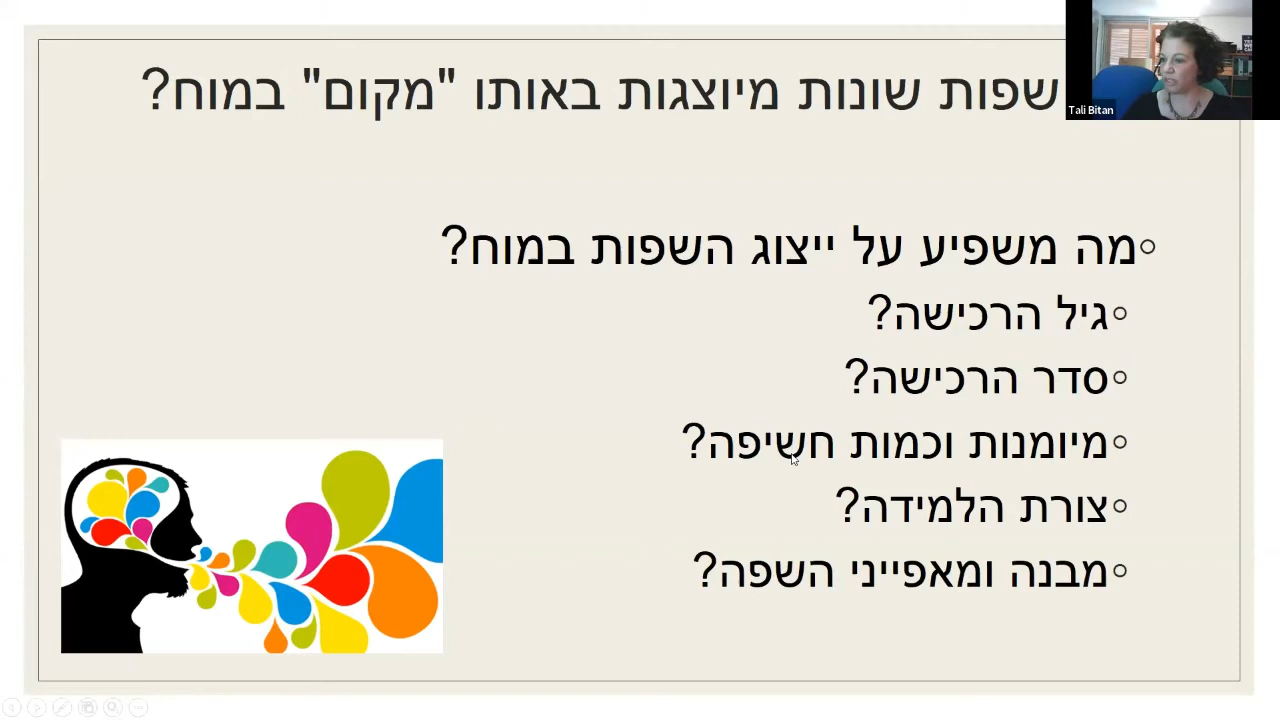 שפות שונות מיוצגות באותו "מקום" במוח?
Tali Bitan
מה משפיע על ייצוג השפות במוח?
גיל הרכישה?
סדר הרכישה?
מיומנות וכמות חשיפה?
צורת הלמידה?
מבנה ומאפייני השפה?